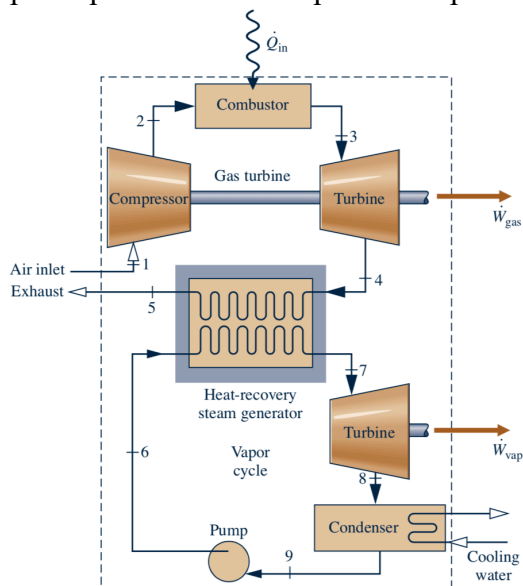 Q̇in
Combustor
2
3
Gas turbine
Compressor
Turbine
Ẇgas
1
Air inlet
4
Exhaust
5
7
Heat-recovery
steam generator
Turbine
Ẇvap
6
Vapor
cycle
8
Pump
Condenser
9
Cooling
water